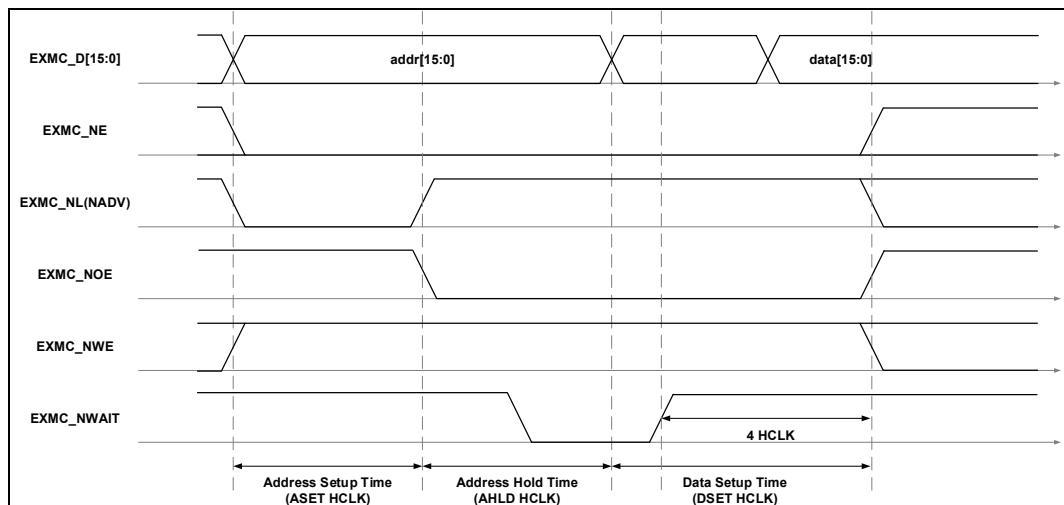 EXMC_D[15:0]
addr[15:0]
data[15:0]
EXMC_NE
EXMC_NL(NADV)
EXMC_NOE
EXMC_NWE
EXMC_NWAIT
4 HCLK
Address Setup Time
(ASET HCLK)
Address Hold Time
(AHLD HCLK)
Data Setup Time
(DSET HCLK)